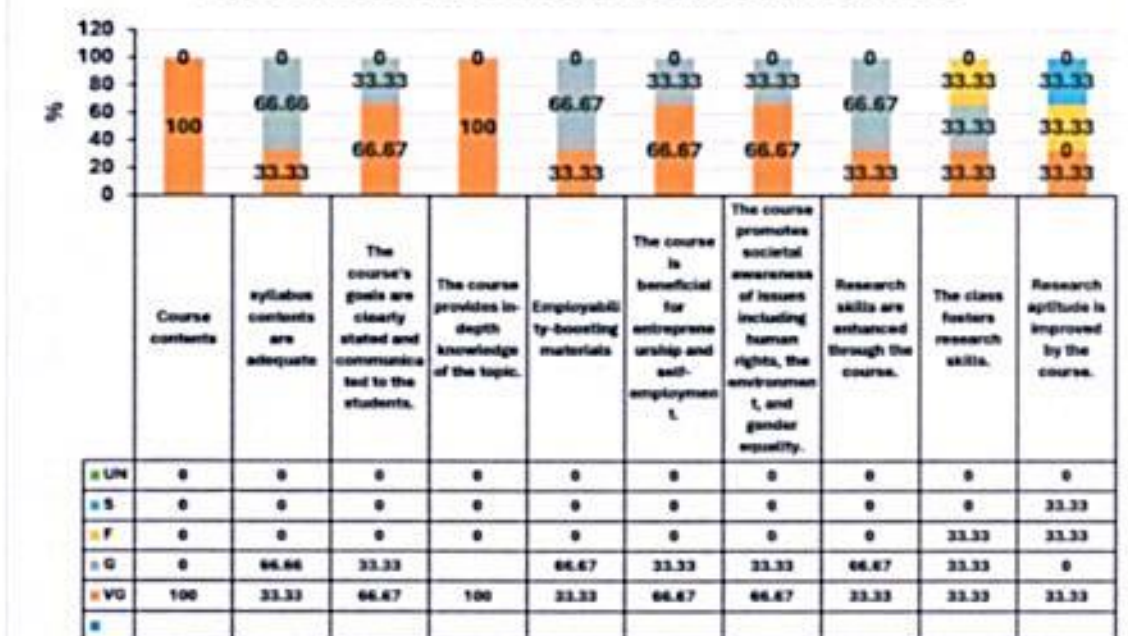 120
100
80
60
40
20
0
%
0 0 0 0 0 0 0 0 0 0
33.33 33.33 33.33 33.33 33.33
66.66 66.67 66.67
100 100 33.33 33.33
66.67 66.67 66.67 0
33.33 33.33 33.33 33.33 33.33
Course
contents
syllabus
contents
are
adequate
The
course's
goals are
clearly
stated and
communica
ted to the
students.
The course
provides in-
depth
knowledge
of the topic.
Employabili
ty-boosting
materials
The course
is
beneficial
for
entreprene
urship and
self-
employmen
t.
The course
promotes
societal
awareness
of issues
including
human
rights, the
environmen
t, and
gender
equality.
Research
skills are
enhanced
through the
course.
The class
fosters
research
skills.
Research
aptitude is
improved
by the
course.
UN 0 0 0 0 0 0 0 0 0 0
S 0 0 0 0 0 0 0 0 0 33.33
F 0 0 0 0 0 0 0 0 33.33 33.33
G 0 66.66 33.33 66.67 33.33 33.33 66.67 33.33 0
VG 100 33.33 66.67 100 33.33 66.67 66.67 33.33 33.33 33.33